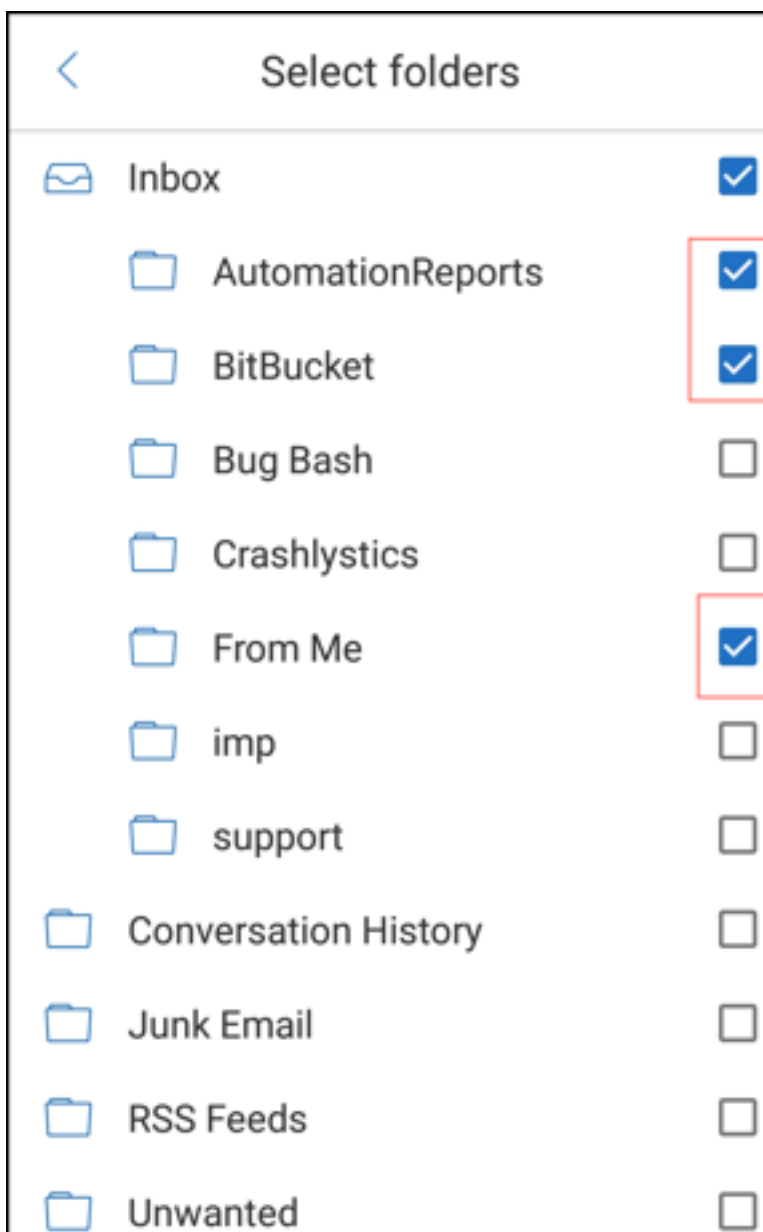 Select folders
Inbox
AutomationReports
BitBucket
Bug Bash
Crashlystics
From Me
imp
support
Conversation History
Junk Email
RSS Feeds
Unwanted